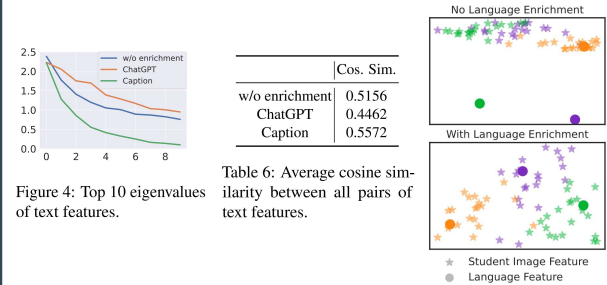 2.5
2.0
1.5
1.0
0.5
0.0
0 2 4 6 8
w/o enrichment
ChatGPT
Caption
Figure 4: Top 10 eigenvalues
of text features.
Cos. Sim.
w/o enrichment 0.5156
ChatGPT 0.4462
Caption 0.5572
Table 6: Average cosine sim-
ilarity between all pairs of
text features.
No Language Enrichment
With Language Enrichment
Student Image Feature
Language Feature